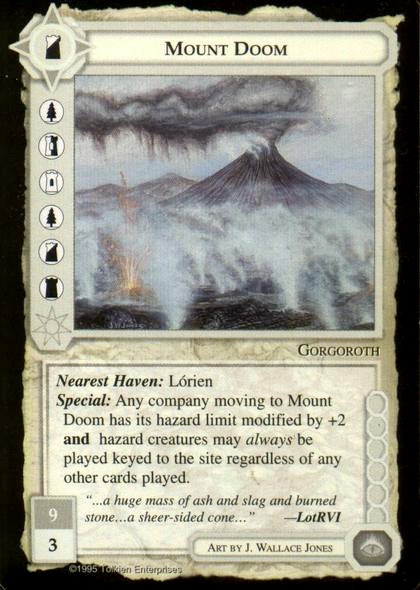 MOUNT DOOM
J.W. Jones
GORGOROTH
Nearest Haven: Lórien
Special: Any company moving to Mount
Doom has its hazard limit modified by +2
and hazard creatures may always be
played keyed to the site regardless of any
other cards played.
"...a huge mass of ash and slag and burned
stone...a sheer-sided cone..." —LotRVI
9
3
ART BY J. WALLACE JONES
©1995 Tolkien Enterprises